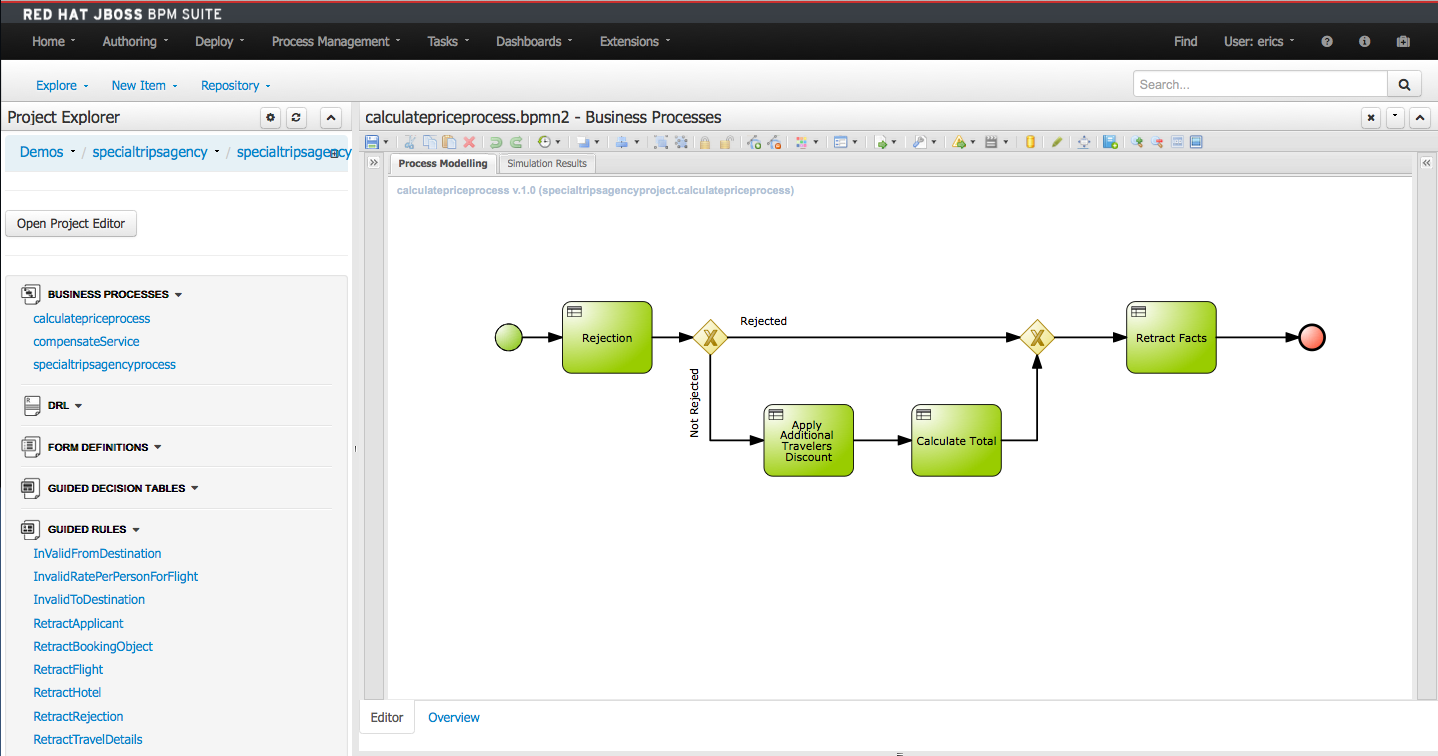 RED HAT JBOSS BPM SUITE
Home Authoring Deploy Process Management Tasks Dashboards Extensions Find User: erics
Explore New Item Repository Search...
Project Explorer
Demos / specialtripsagency / specialtripsagency
Open Project Editor
BUSINESS PROCESSES
calculatepriceprocess
compensateService
specialtripsagencyprocess
DRL
FORM DEFINITIONS
GUIDED DECISION TABLES
GUIDED RULES
InValidFromDestination
InvalidRatePerPersonForFlight
InvalidToDestination
RetractApplicant
RetractBookingObject
RetractFlight
RetractHotel
RetractRejection
RetractTravelDetails
calculatepriceprocess.bpmn2 - Business Processes
Process Modelling Simulation Results
calculatepriceprocess v.1.0 (specialtripsagencyproject.calculatepriceprocess)
Rejection
Rejected
Not Rejected
Apply
Additional
Travelers
Discount
Calculate Total
Retract Facts
Editor Overview